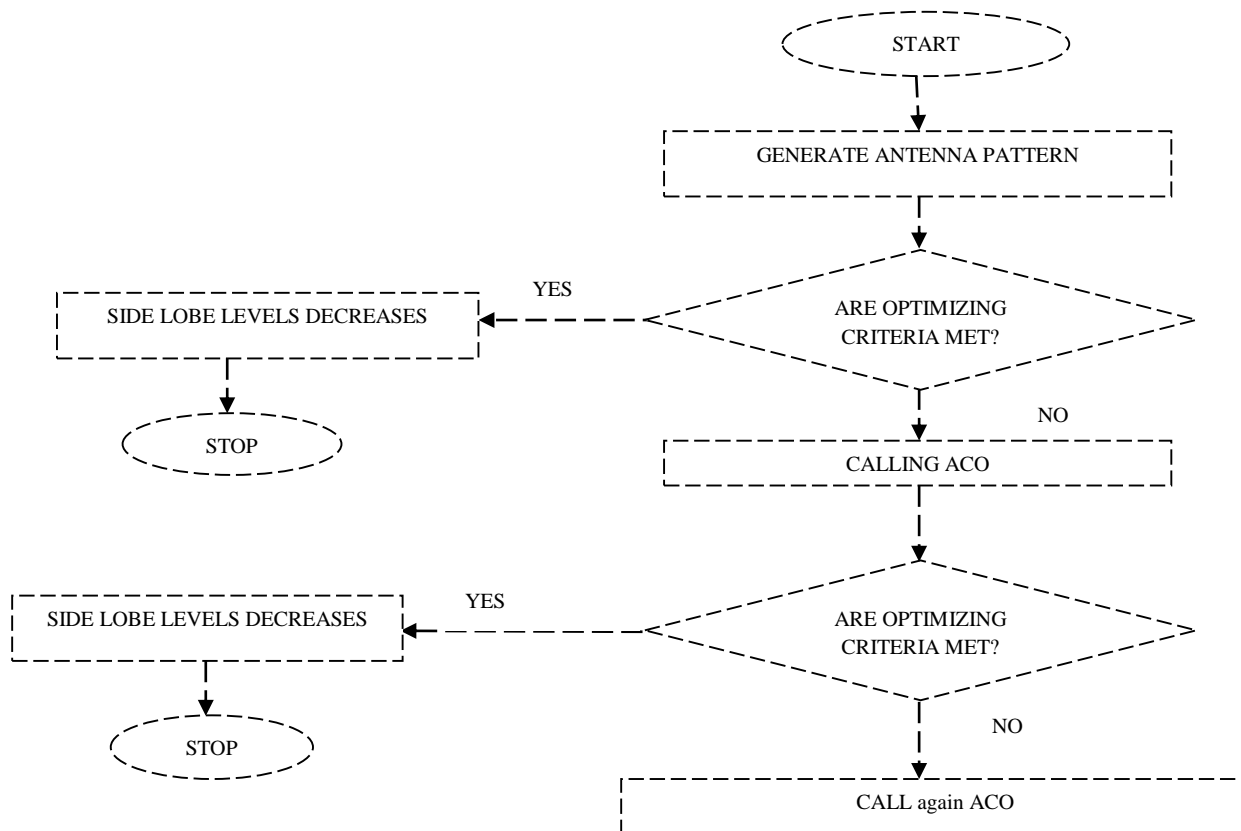 START
GENERATE ANTENNA PATTERN
YES
SIDE LOBE LEVELS DECREASES
ARE OPTIMIZING
CRITERIA MET?
STOP
NO
CALLING ACO
YES
SIDE LOBE LEVELS DECREASES
ARE OPTIMIZING
CRITERIA MET?
STOP
NO
CALL again ACO